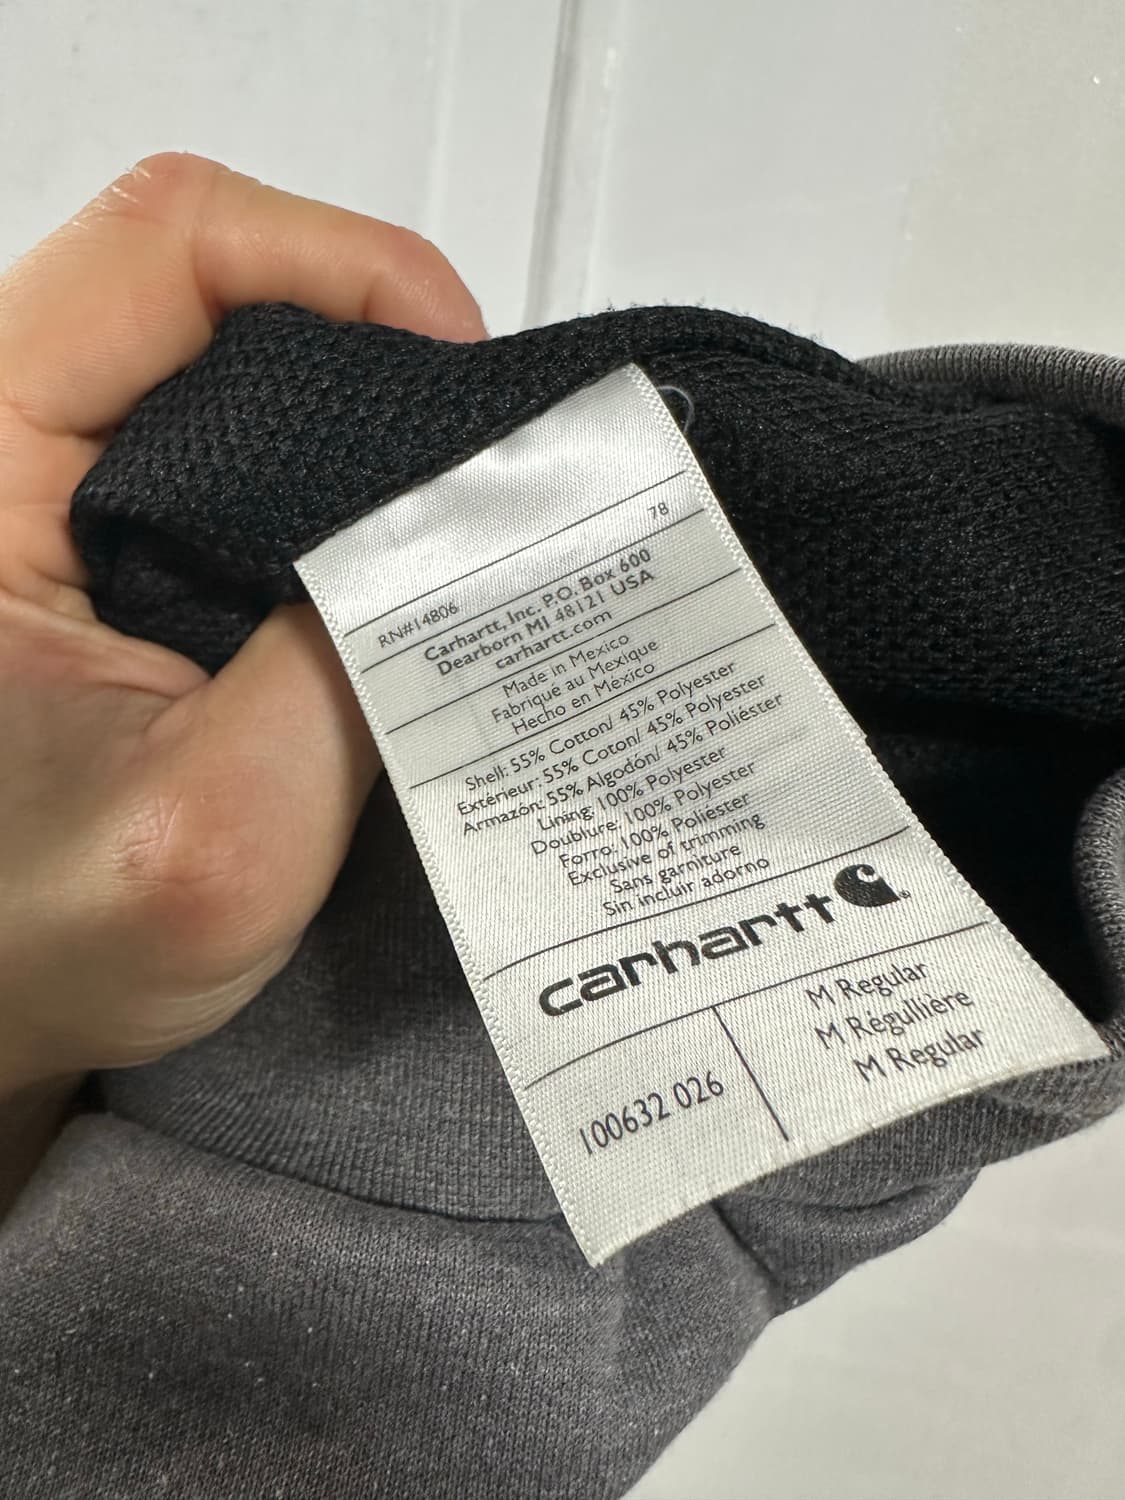 RN#14806 78
Carhartt, Inc. P.O. Box 600
Dearborn MI 48121 USA
carhartt.com
Made in Mexico
Fabriqué au Mexique
Hecho en México
Shell: 55% Cotton/ 45% Polyester
Extérieur: 55% Coton/ 45% Polyester
Armazón: 55% Algodón/ 45% Poliéster
Lining: 100% Polyester
Doublure: 100% Polyester
Forro: 100% Poliéster
Exclusive of trimming
Sans garniture
Sin incluir adorno
carhartt
M Regular
M Régullière
M Regular
100632 026